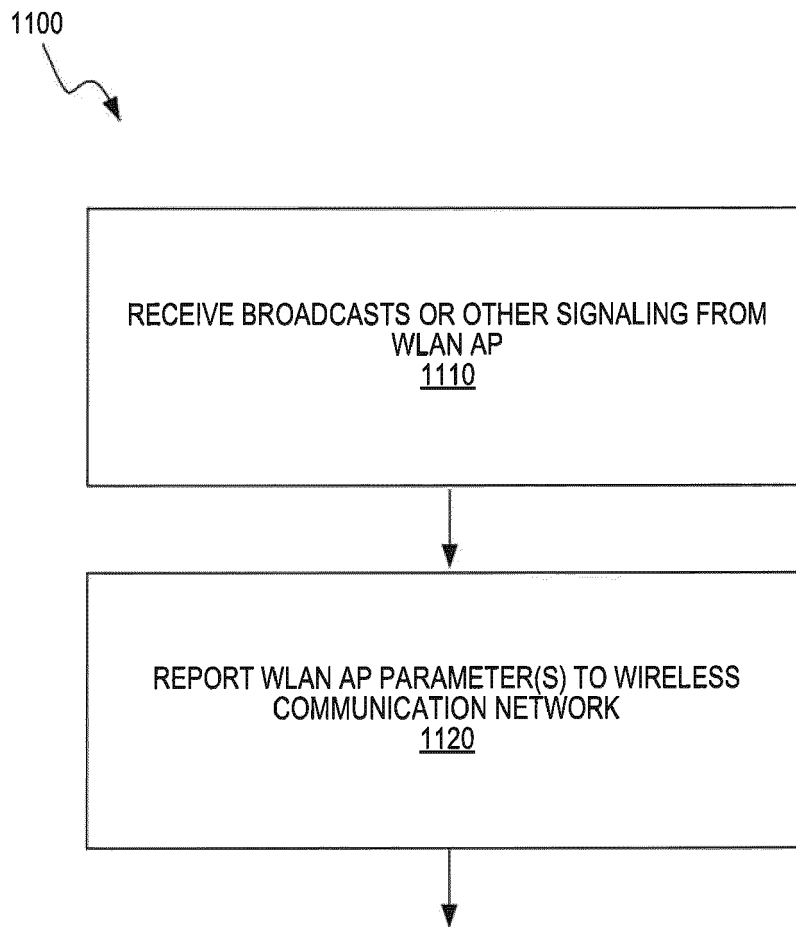 1100
RECEIVE BROADCASTS OR OTHER SIGNALING FROM
WLAN AP
1110
REPORT WLAN AP PARAMETER(S) TO WIRELESS
COMMUNICATION NETWORK
1120